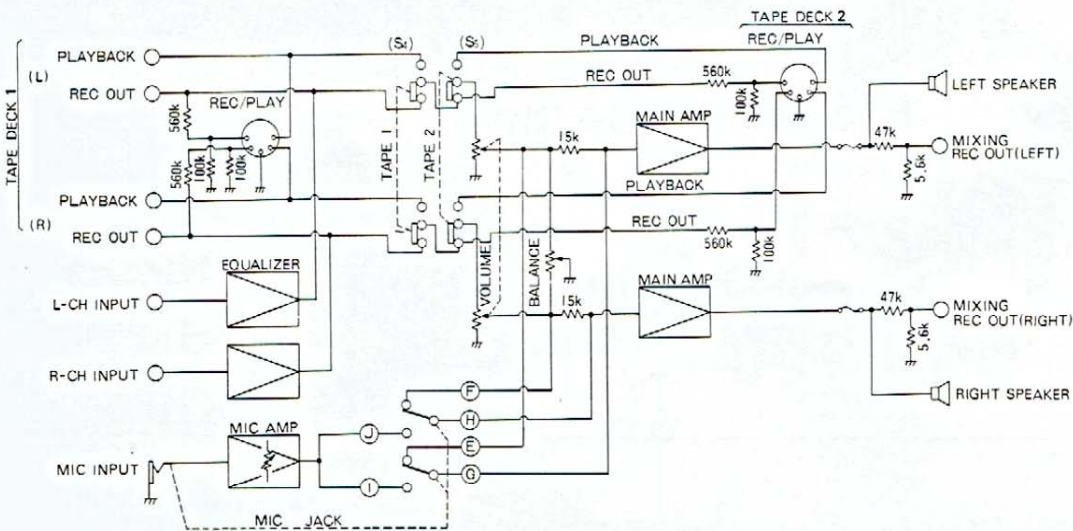 TAPE DECK 2
REC/PLAY
PLAYBACK
(S4)
(S5)
PLAYBACK
TAPE DECK 1
(L)
REC OUT
REC/PLAY
560k
100k
100k
560k
TAPE 1
TAPE 2
REC OUT
560k
100k
15k
MAIN AMP
LEFT SPEAKER
47k
MIXING
REC OUT(LEFT)
5.6k
PLAYBACK
PLAYBACK
(R)
REC OUT
REC OUT
560k
100k
EQUALIZER
L-CH INPUT
VOLUME
BALANCE
15k
MAIN AMP
47k
MIXING
REC OUT(RIGHT)
5.6k
R-CH INPUT
F
H
RIGHT SPEAKER
MIC AMP
J
E
MIC INPUT
G
I
MIC JACK